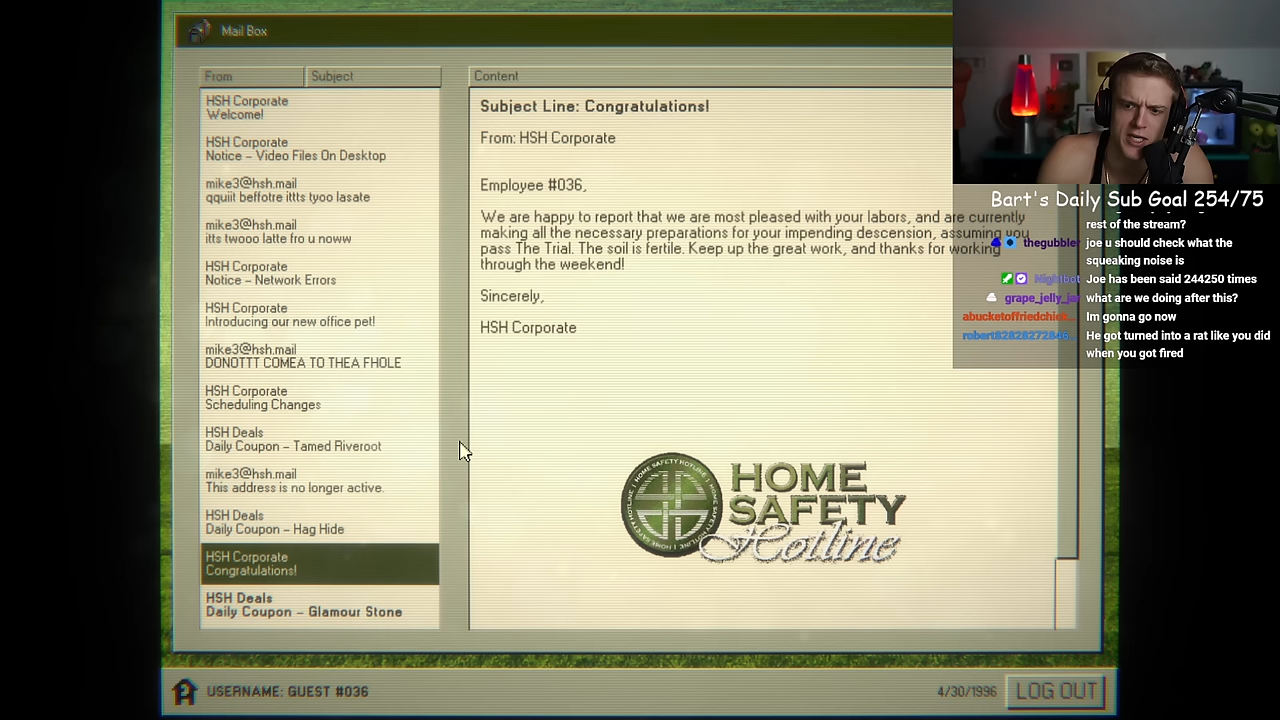 Mail Box
From
Subject
Content
HSH Corporate
Welcome!
HSH Corporate
Notice - Video Files On Desktop
mike3@hsh.mail
qquiit beffotre ittts tyoo lasate
mike3@hsh.mail
itts twooo latte fro u noww
HSH Corporate
Notice - Network Errors
HSH Corporate
Introducing our new office pet!
mike3@hsh.mail
DONOTTT COMEA TO THEA FHOLE
HSH Corporate
Scheduling Changes
HSH Deals
Daily Coupon - Tamed Riveroot
mike3@hsh.mail
This address is no longer active.
HSH Deals
Daily Coupon - Hag Hide
HSH Corporate
Congratulations!
HSH Deals
Daily Coupon - Glamour Stone
Subject Line: Congratulations!
From: HSH Corporate
Employee #036,
We are happy to report that we are most pleased with your labors, and are currently
making all the necessary preparations for your impending descension, assuming you
pass The Trial. The soil is fertile. Keep up the great work, and thanks for working
through the weekend!
Sincerely,
HSH Corporate
HOME
SAFETY
Hotline
Bart's Daily Sub Goal 254/75
rest of the stream?
thegubbler joe u should check what the
squeaking noise is
Nightbot Joe has been said 244250 times
grape_jelly_ja what are we doing after this?
abucketoffriedchick... Im gonna go now
He got turned into a rat like you did
when you got fired
USERNAME: GUEST #036
4/30/1996
LOG OUT